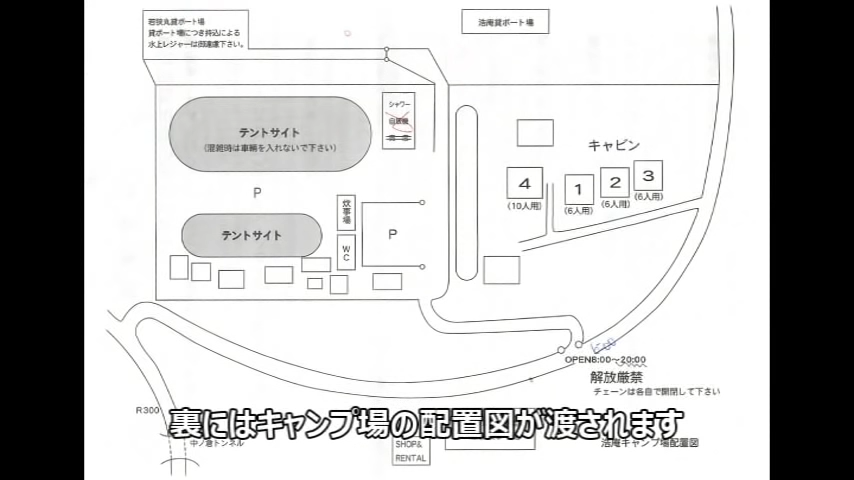 若狭丸貸ボート場
貸ボート場につき持込による
水上レジャーは御遠慮下さい。
浩庵貸ボート場
シャワー
テントサイト
(混雑時は車輛を入れないで下さい)
キャビン
P
4
(10人用)
1
(6人用)
2
(6人用)
3
(6人用)
炊事場
P
テントサイト
WC
OPEN8:00〜20:00
解放厳禁
チェーンは各自で開閉して下さい
R300
裏にはキャンプ場の配置図が渡されます
中ノ倉トンネル
SHOP&
RENTAL
浩庵キャンプ場配置図